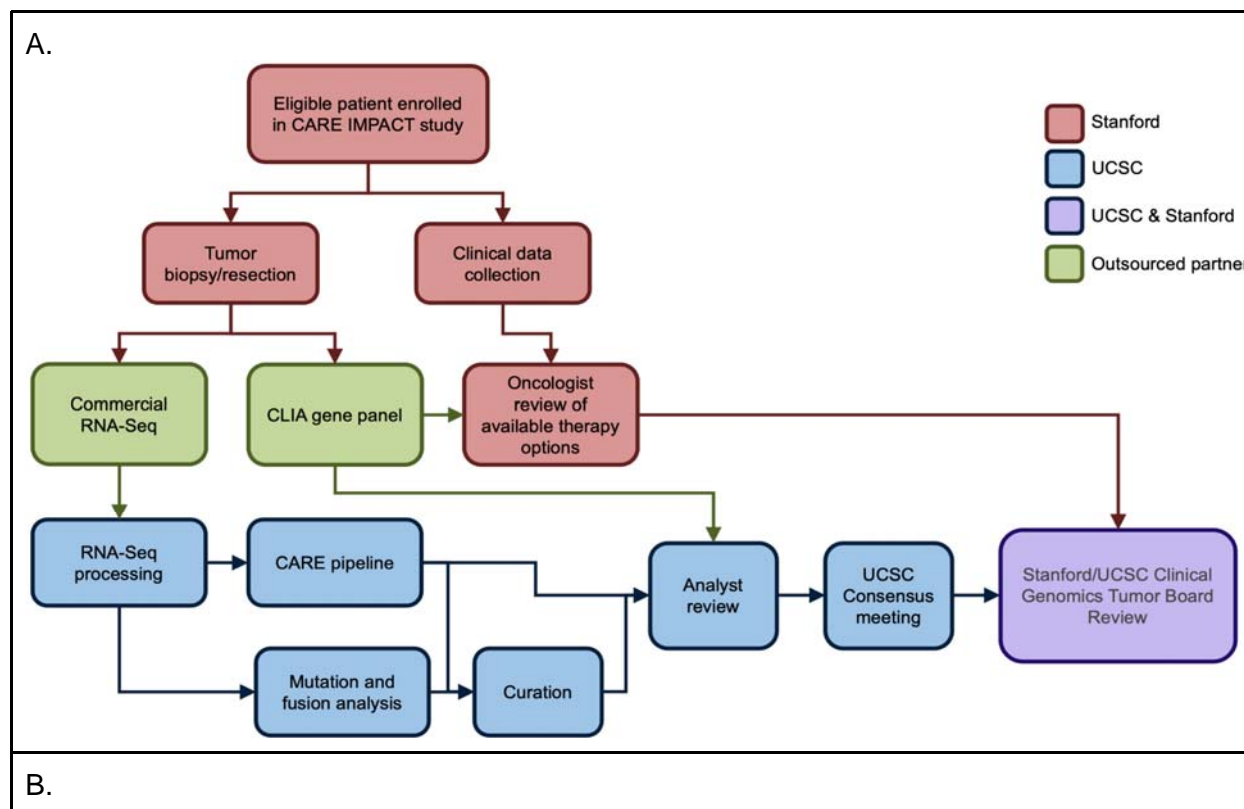 A.
Eligible patient enrolled
in CARE IMPACT study
Stanford
UCSC
UCSC & Stanford
Outsourced partner
Tumor
biopsy/resection
Clinical data
collection
Commercial
RNA-Seq
CLIA gene panel
Oncologist
review of
available therapy
options
RNA-Seq
processing
CARE pipeline
Analyst
review
UCSC
Consensus
meeting
Stanford/UCSC Clinical
Genomics Tumor Board
Review
Mutation and
fusion analysis
Curation
B.